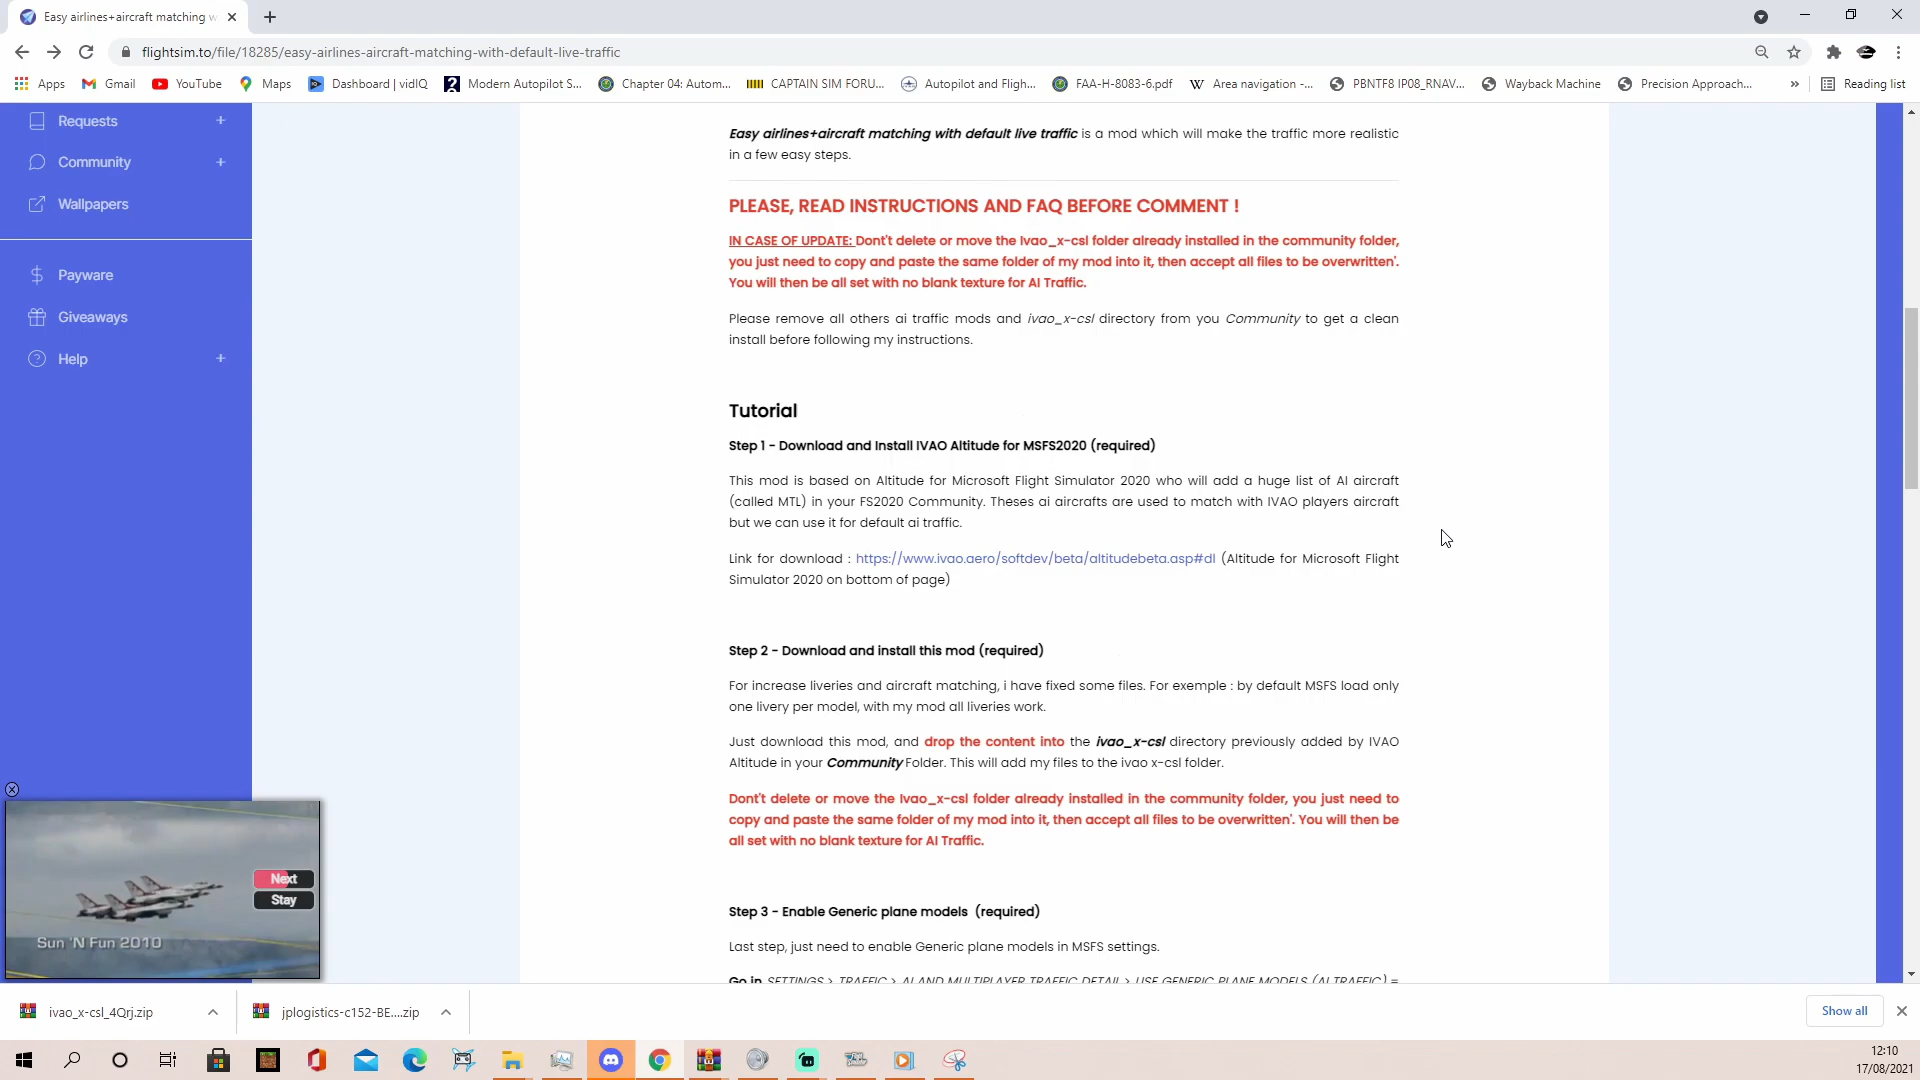 Easy airlines+aircraft matching w
flightsim.to/file/18285/easy-airlines-aircraft-matching-with-default-live-traffic
Apps
Gmail
YouTube
Maps
Dashboard | vidIQ
Modern Autopilot S...
Chapter 04: Autom...
CAPTAIN SIM FORU...
Autopilot and Fligh...
FAA-H-8083-6.pdf
Area navigation -...
PBNTF8 IP08_RNAV...
Wayback Machine
Precision Approach...
»
Reading list
Requests +
Community +
Wallpapers
Payware
Giveaways
Help +
Easy airlines+aircraft matching with default live traffic is a mod which will make the traffic more realistic
in a few easy steps.
PLEASE, READ INSTRUCTIONS AND FAQ BEFORE COMMENT !
IN CASE OF UPDATE: Dont't delete or move the Ivao_x-csl folder already installed in the community folder,
you just need to copy and paste the same folder of my mod into it, then accept all files to be overwritten'.
You will then be all set with no blank texture for AI Traffic.
Please remove all others ai traffic mods and ivao_x-csl directory from you Community to get a clean
install before following my instructions.
Tutorial
Step 1 - Download and Install IVAO Altitude for MSFS2020 (required)
This mod is based on Altitude for Microsoft Flight Simulator 2020 who will add a huge list of AI aircraft
(called MTL) in your FS2020 Community. Theses ai aircrafts are used to match with IVAO players aircraft
but we can use it for default ai traffic.
Link for download : https://www.ivao.aero/softdev/beta/altitudebeta.asp#dl (Altitude for Microsoft Flight
Simulator 2020 on bottom of page)
Step 2 - Download and install this mod (required)
For increase liveries and aircraft matching, i have fixed some files. For exemple : by default MSFS load only
one livery per model, with my mod all liveries work.
Just download this mod, and drop the content into the ivao_x-csl directory previously added by IVAO
Altitude in your Community Folder. This will add my files to the ivao x-csl folder.
Dont't delete or move the Ivao_x-csl folder already installed in the community folder, you just need to
copy and paste the same folder of my mod into it, then accept all files to be overwritten'. You will then be
all set with no blank texture for AI Traffic.
Step 3 - Enable Generic plane models (required)
Last step, just need to enable Generic plane models in MSFS settings.
Go in SETTINGS > TRAFFIC > AI AND MULTIPLAYER TRAFFIC DETAIL > USE GENERIC PLANE MODELS (AI TRAFFIC) =
Next
Stay
Sun 'N Fun 2010
ivao_x-csl_4Qrj.zip
jplogistics-c152-BE....zip
Show all
12:10
17/08/2021